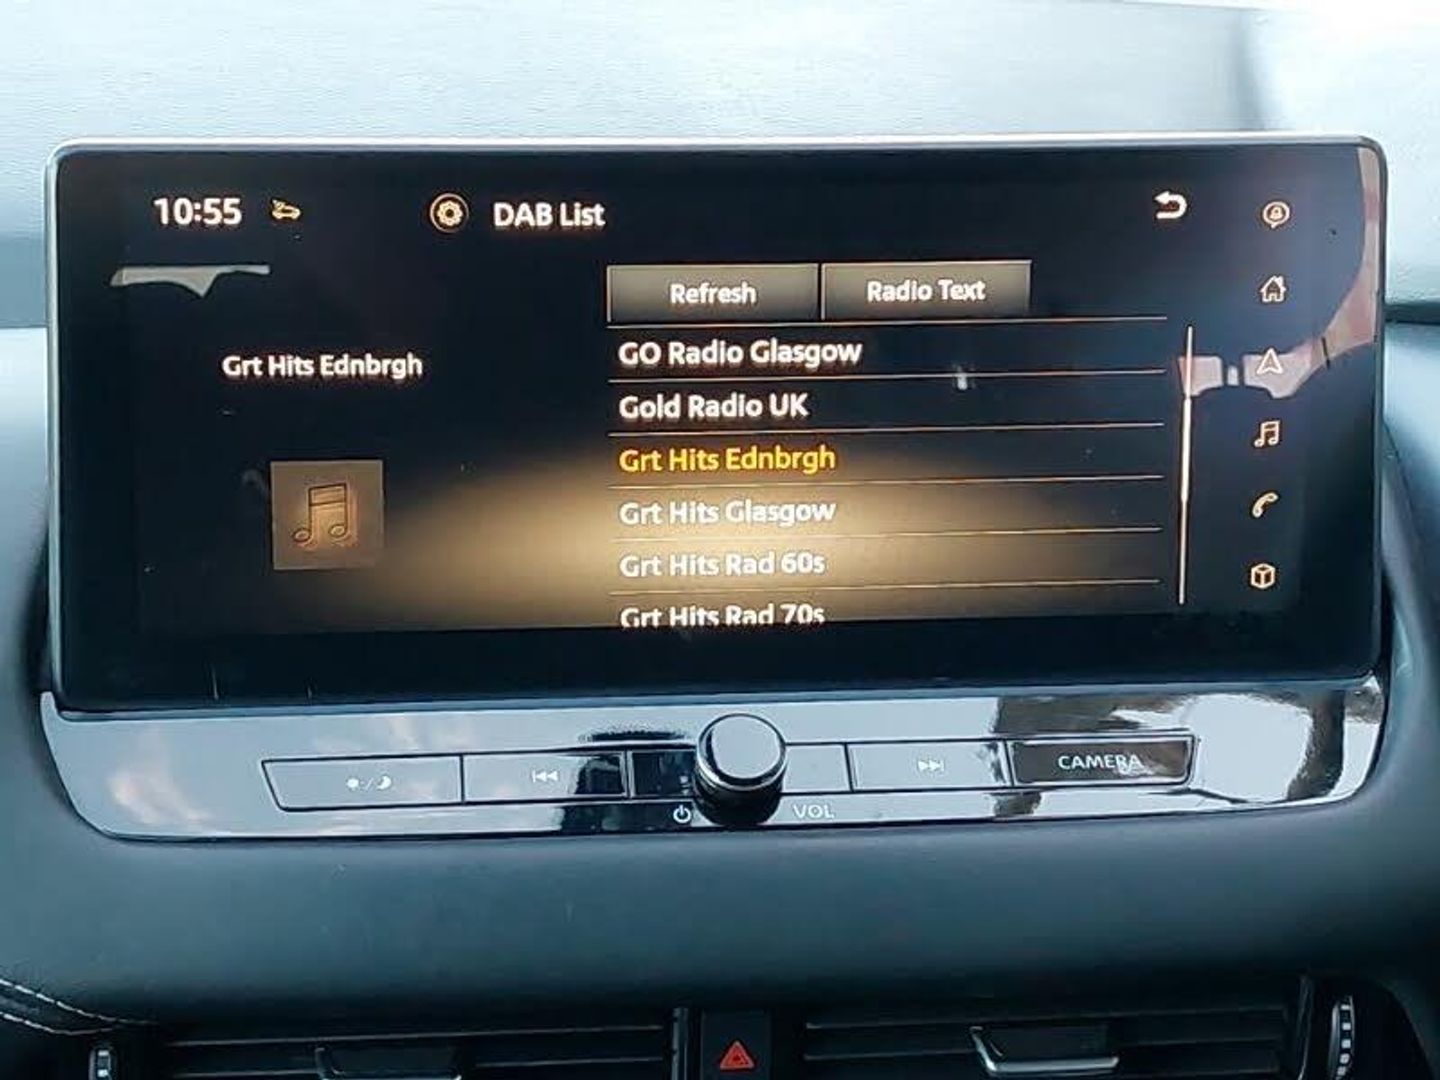 10:55
DAB List
Refresh
Radio Text
Grt Hits Ednbrgh
GO Radio Glasgow
Gold Radio UK
Grt Hits Ednbrgh
Grt Hits Glasgow
Grt Hits Rad 60s
Grt Hits Rad 70s
CAMERA
VOL